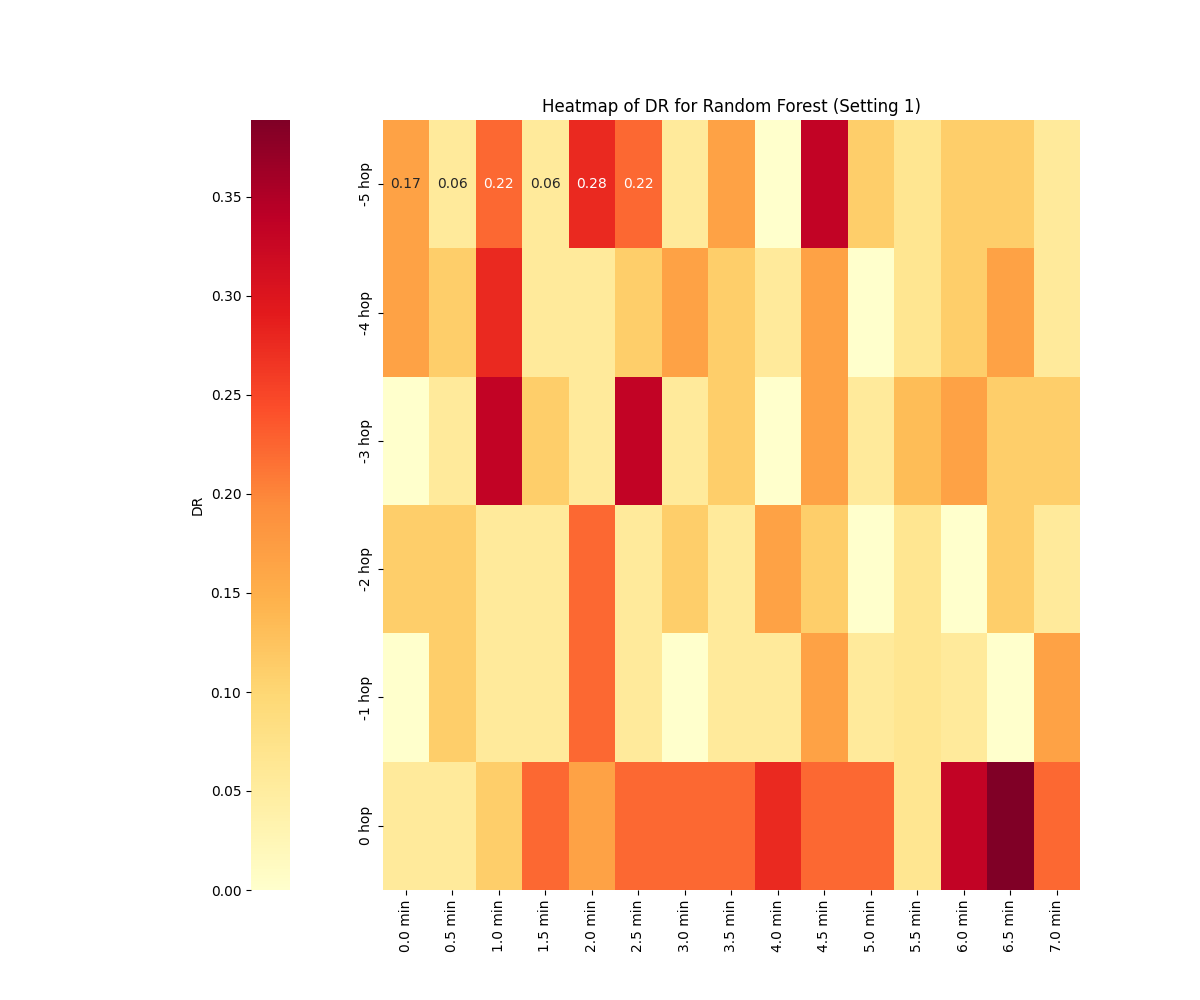 Heatmap of DR for Random Forest (Setting 1)
DR
0.35
0.30
0.25
0.20
0.15
0.10
0.05
0.00
-5 hop
-4 hop
-3 hop
-2 hop
-1 hop
0 hop
0.17 0.06 0.22 0.06 0.28 0.22
0.0 min 0.5 min 1.0 min 1.5 min 2.0 min 2.5 min 3.0 min 3.5 min 4.0 min 4.5 min 5.0 min 5.5 min 6.0 min 6.5 min 7.0 min